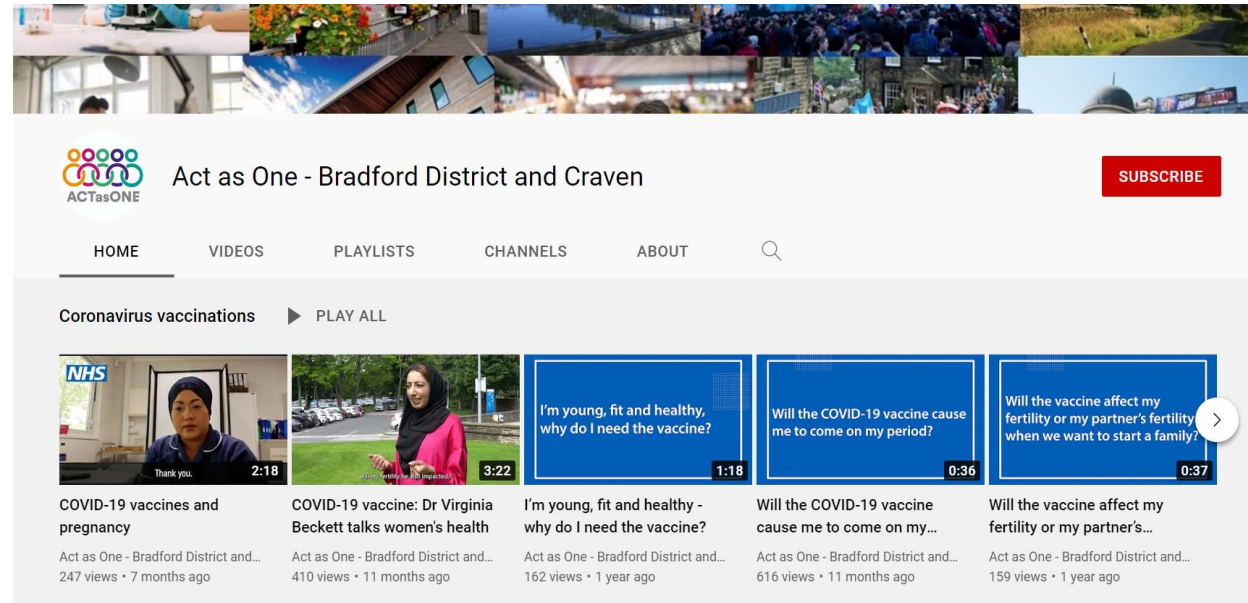 ACTasONE
Act as One - Bradford District and Craven
SUBSCRIBE
HOME VIDEOS PLAYLISTS CHANNELS ABOUT
Coronavirus vaccinations PLAY ALL
NHS
Thank you.
2:18
3:22
I'm young, fit and healthy,
why do I need the vaccine?
1:18
Will the COVID-19 vaccine cause
me to come on my period?
0:36
Will the vaccine affect my
fertility or my partner's fertility
when we want to start a family?
0:37
COVID-19 vaccines and
pregnancy
Act as One - Bradford District and...
247 views • 7 months ago
COVID-19 vaccine: Dr Virginia
Beckett talks women's health
Act as One - Bradford District and...
410 views • 11 months ago
I'm young, fit and healthy -
why do I need the vaccine?
Act as One - Bradford District and...
162 views • 1 year ago
Will the COVID-19 vaccine
cause me to come on my...
Act as One - Bradford District and...
616 views • 11 months ago
Will the vaccine affect my
fertility or my partner's...
Act as One - Bradford District and...
159 views • 1 year ago